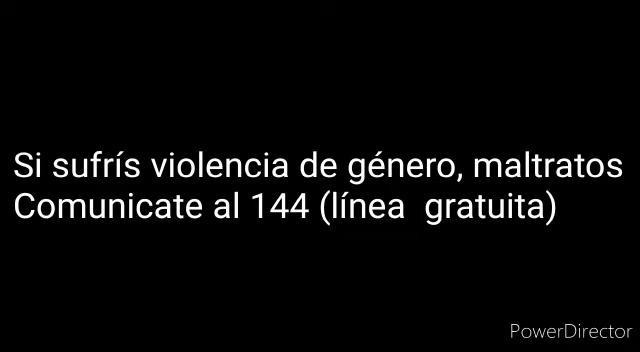 Si sufrís violencia de género, maltratos
Comunicate al 144 (línea  gratuita)
PowerDirector